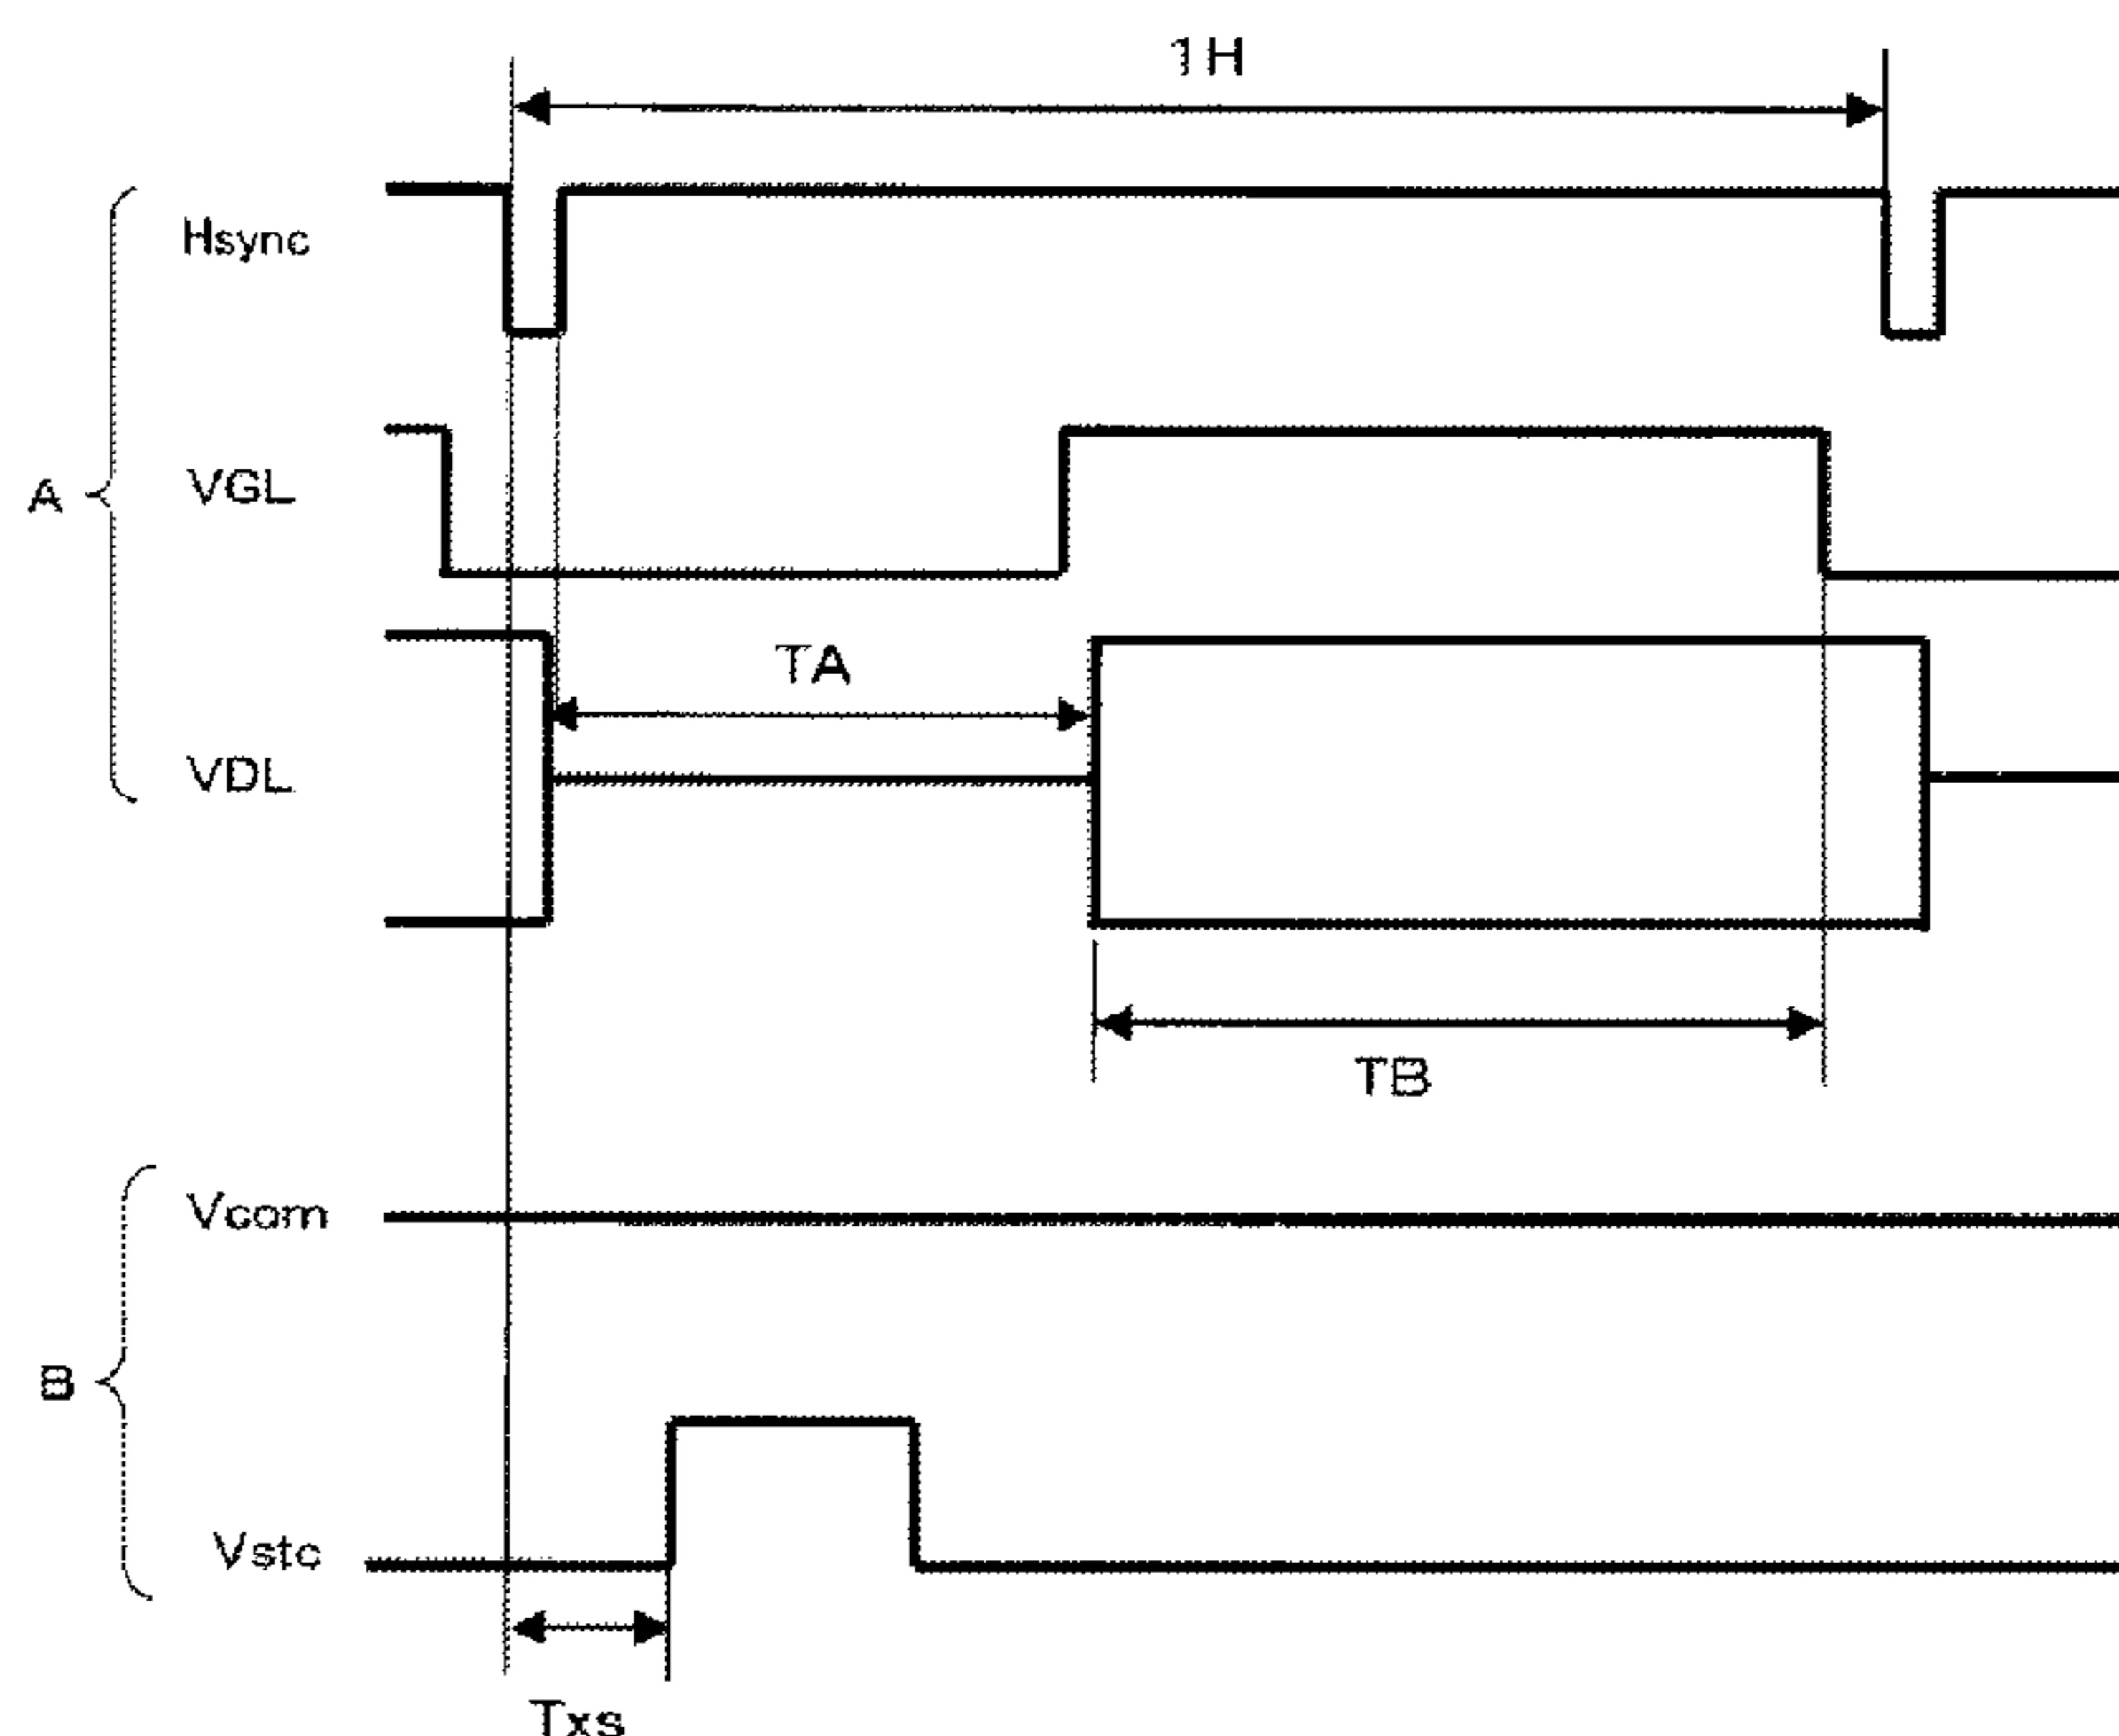 1H
Hsync
A
VGL
TA
VDL
TB
Vcom
B
Vstc
Txs